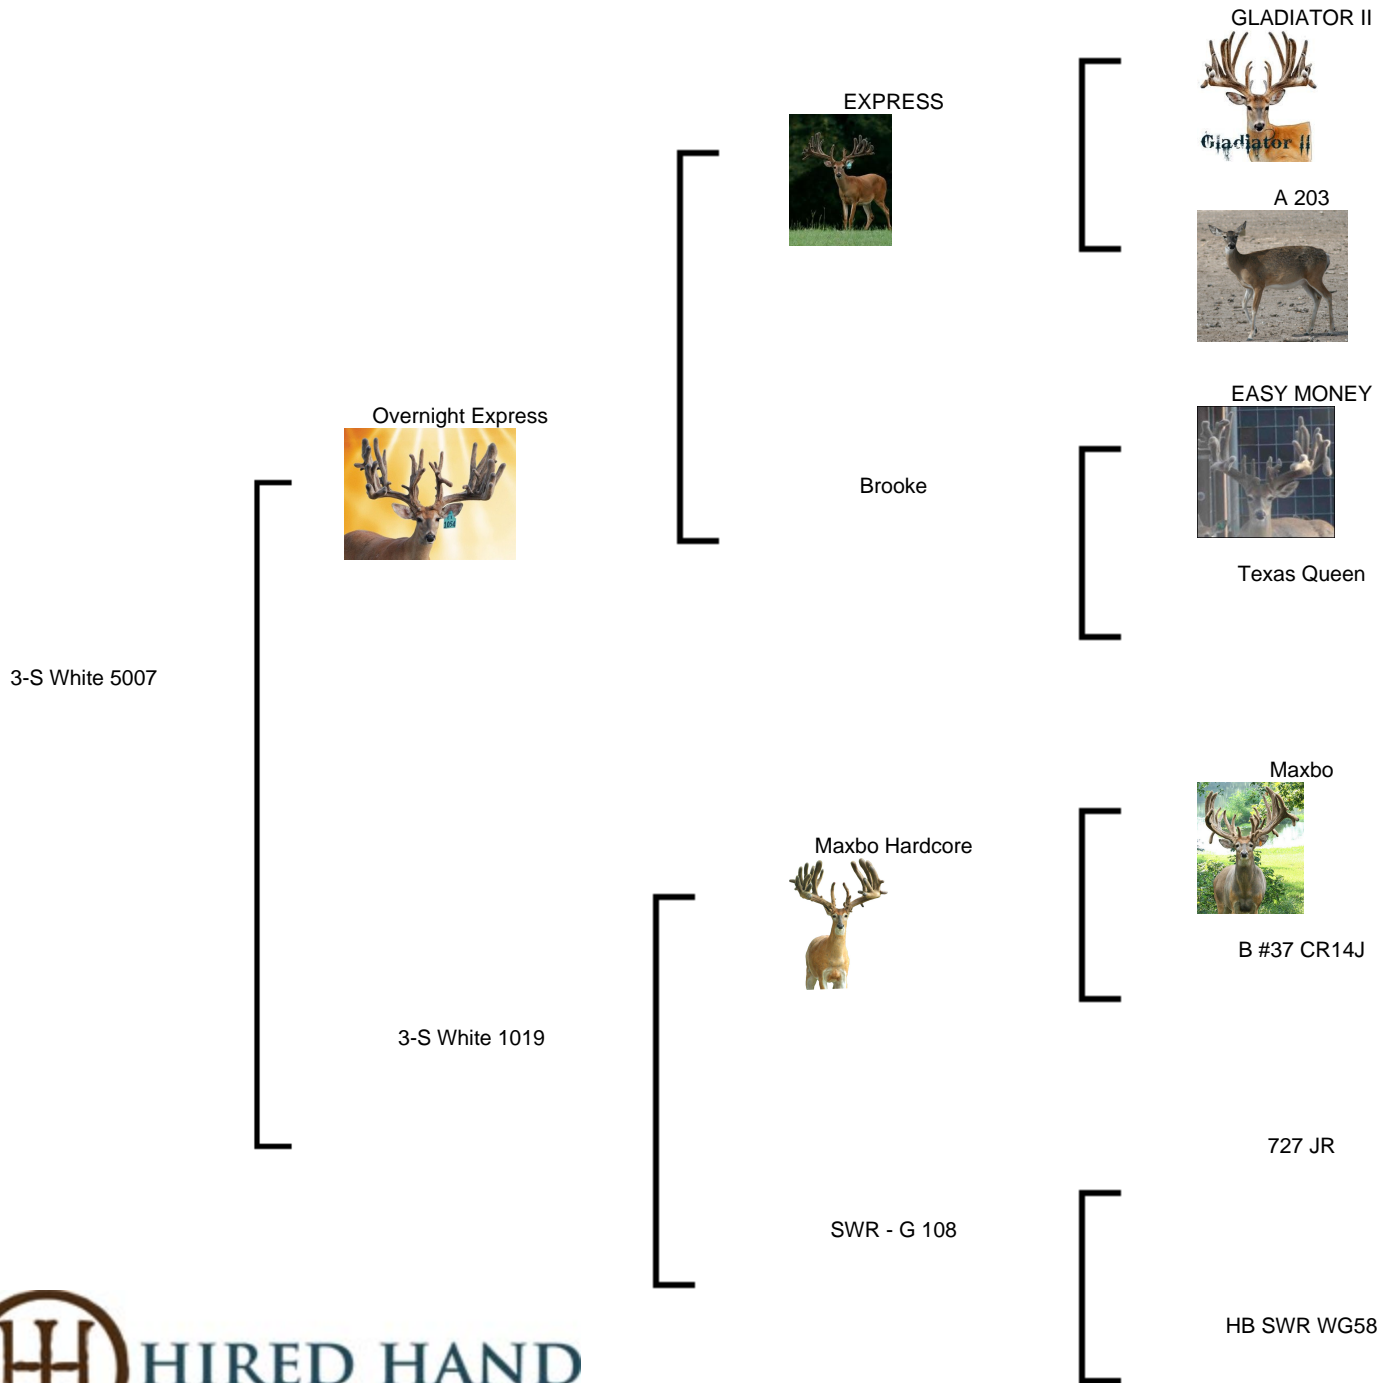 GLADIATOR II
Gladiator II
EXPRESS
A 203
EASY MONEY
Overnight Express
Brooke
Texas Queen
3-S White 5007
Maxbo
Maxbo Hardcore
B #37 CR14J
3-S White 1019
727 JR
SWR - G 108
HB SWR WG58
HIRED HAND